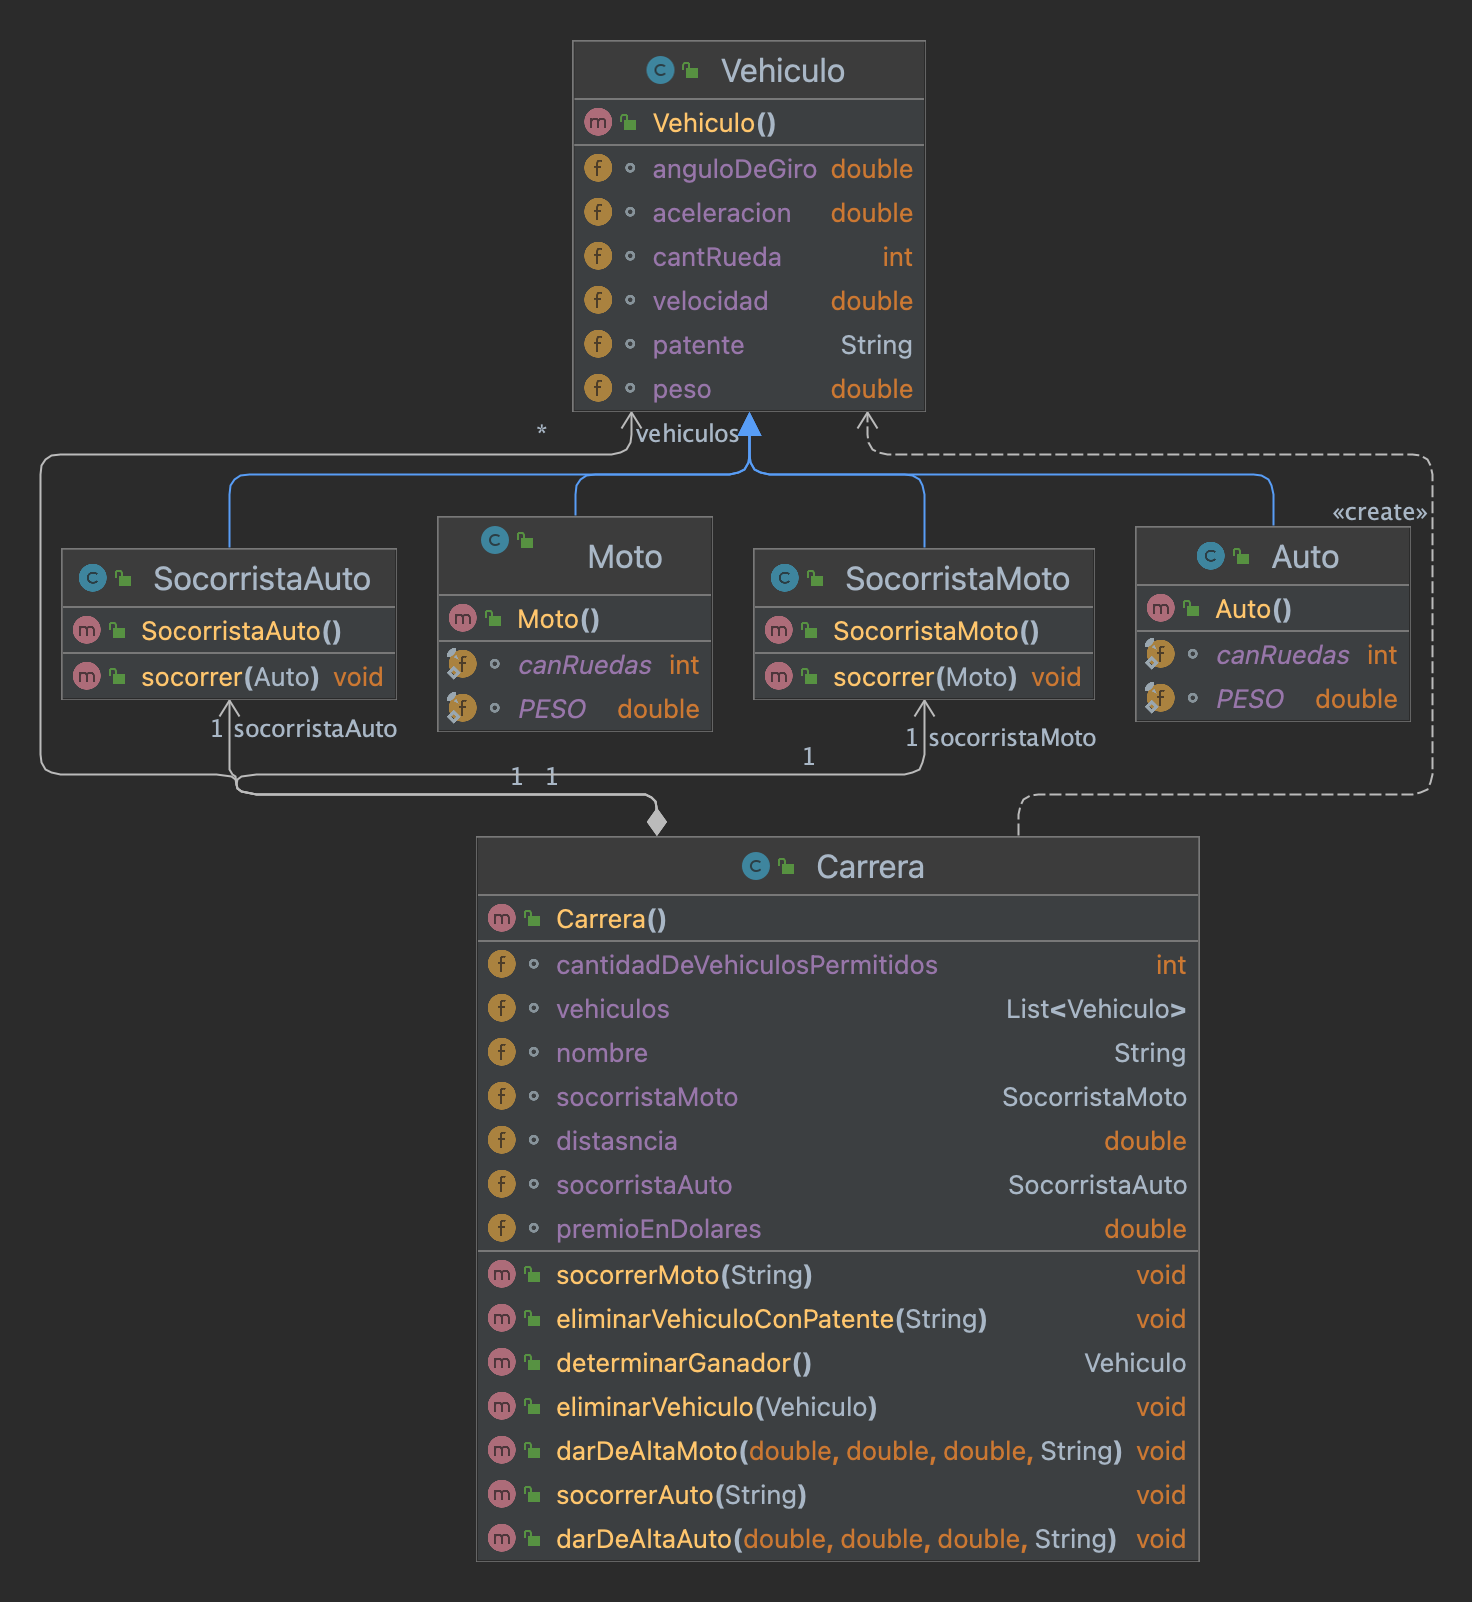 Vehiculo
Vehiculo()
anguloDeGiro double
aceleracion double
cantRueda int
velocidad double
patente String
peso double
* vehiculos
«create»
SocorristaAuto
SocorristaAuto()
socorrer(Auto) void
Moto
Moto()
canRuedas int
PESO double
SocorristaMoto
SocorristaMoto()
socorrer(Moto) void
Auto
Auto()
canRuedas int
PESO double
1 socorristaAuto
1 socorristaMoto
1
1 1
Carrera
Carrera()
cantidadDeVehiculosPermitidos int
vehiculos List<Vehiculo>
nombre String
socorristaMoto SocorristaMoto
distasncia double
socorristaAuto SocorristaAuto
premioEnDolares double
socorrerMoto(String) void
eliminarVehiculoConPatente(String) void
determinarGanador() Vehiculo
eliminarVehiculo(Vehiculo) void
darDeAltaMoto(double, double, double, String) void
socorrerAuto(String) void
darDeAltaAuto(double, double, double, String) void